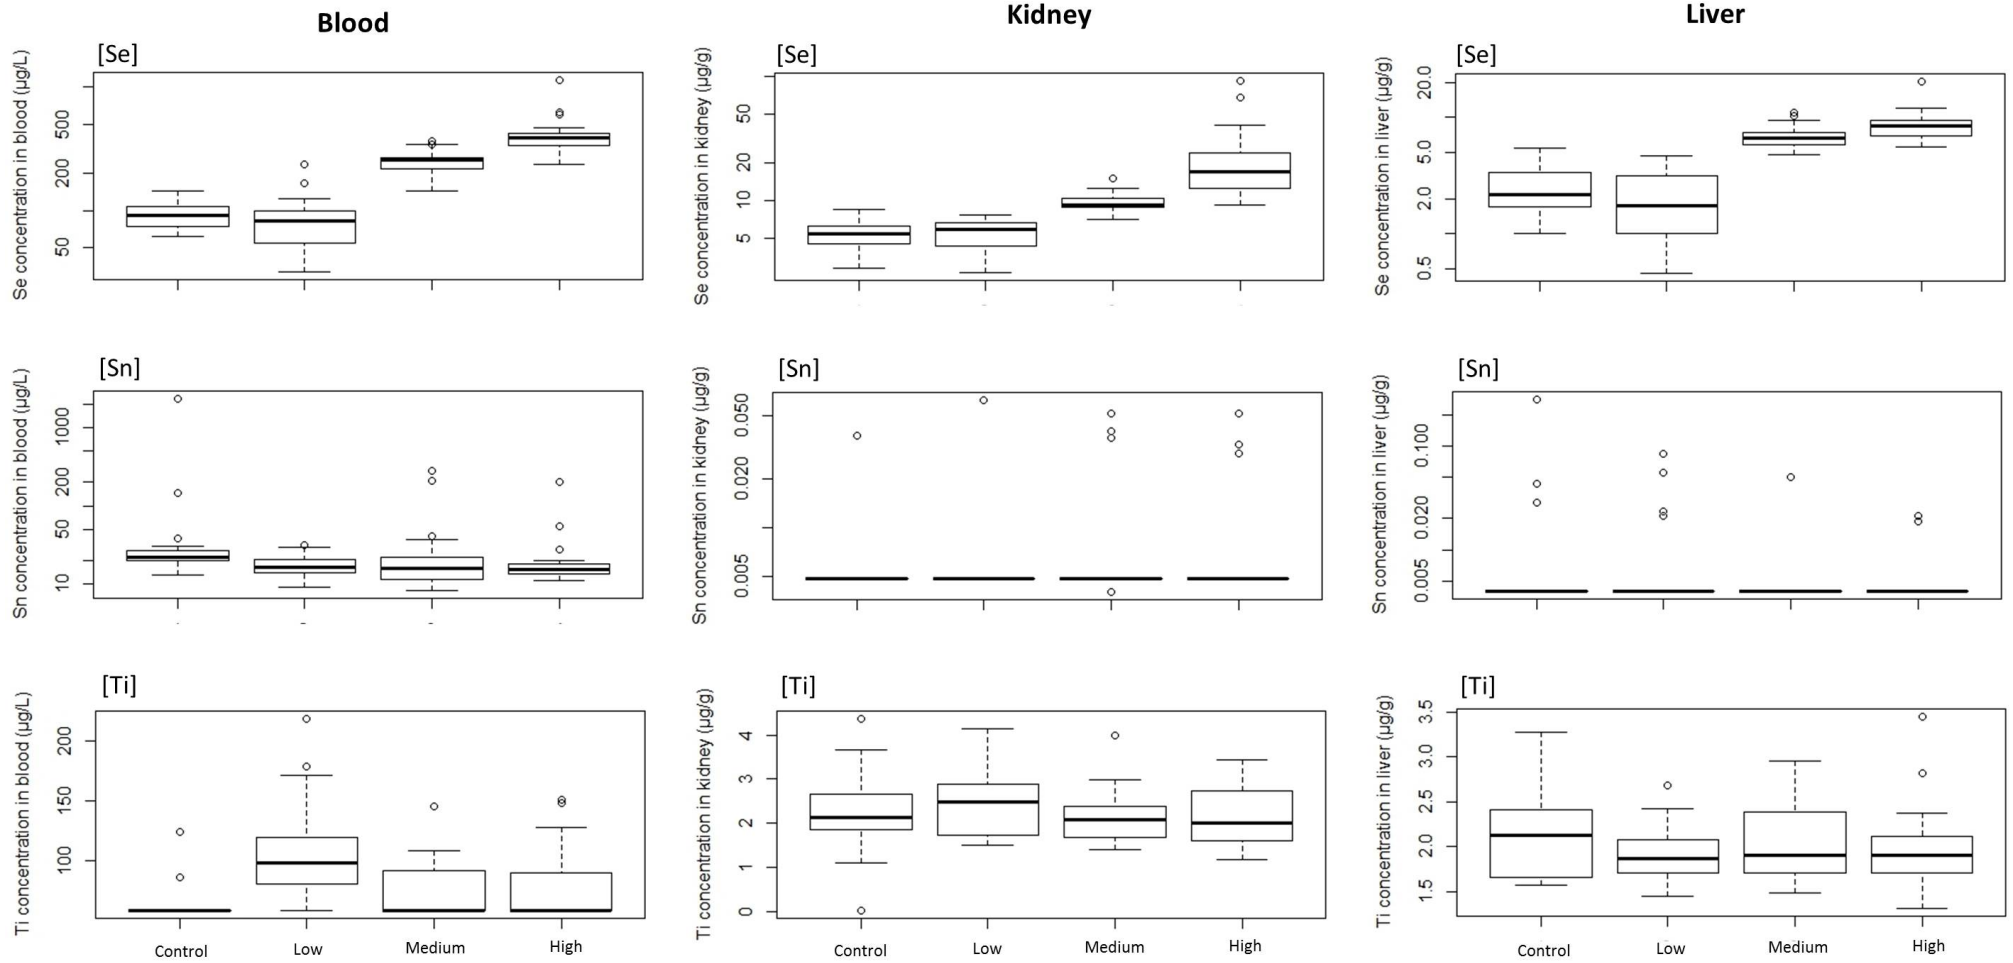 Blood
Kidney
Liver
[Se]
[Se]
[Se]
Se concentration in blood (µg/L)
500
200
50
Se concentration in kidney (µg/g)
50
20
10
5
Se concentration in liver (µg/g)
20.0
5.0
2.0
0.5
[Sn]
[Sn]
[Sn]
Sn concentration in blood (µg/L)
1000
200
50
10
Sn concentration in kidney (µg/g)
0.050
0.020
0.005
Sn concentration in liver (µg/g)
0.100
0.020
0.005
[Ti]
[Ti]
[Ti]
Ti concentration in blood (µg/L)
200
150
100
Ti concentration in kidney (µg/g)
4
3
2
1
0
Ti concentration in liver (µg/g)
3.5
3.0
2.5
2.0
1.5
Control Low Medium High
Control Low Medium High
Control Low Medium High